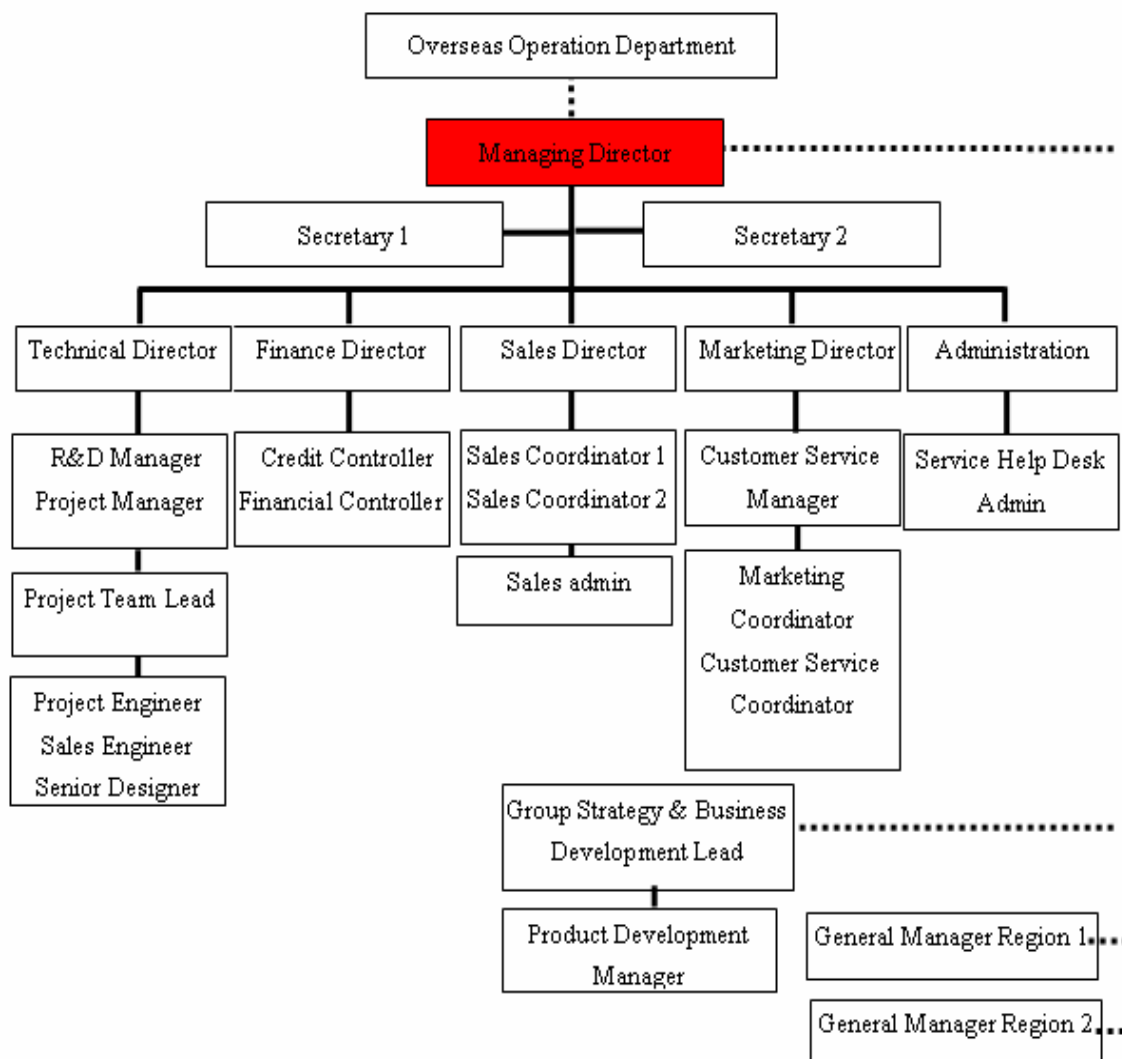 Overseas Operation Department
Managing Director
Secretary 1
Secretary 2
Technical Director
Finance Director
Sales Director
Marketing Director
Administration
R&D Manager
Project Manager
Credit Controller
Financial Controller
Sales Coordinator 1
Sales Coordinator 2
Customer Service
Manager
Service Help Desk
Admin
Project Team Lead
Sales admin
Marketing
Coordinator
Customer Service
Coordinator
Project Engineer
Sales Engineer
Senior Designer
Group Strategy & Business
Development Lead
Product Development
Manager
General Manager Region 1
General Manager Region 2